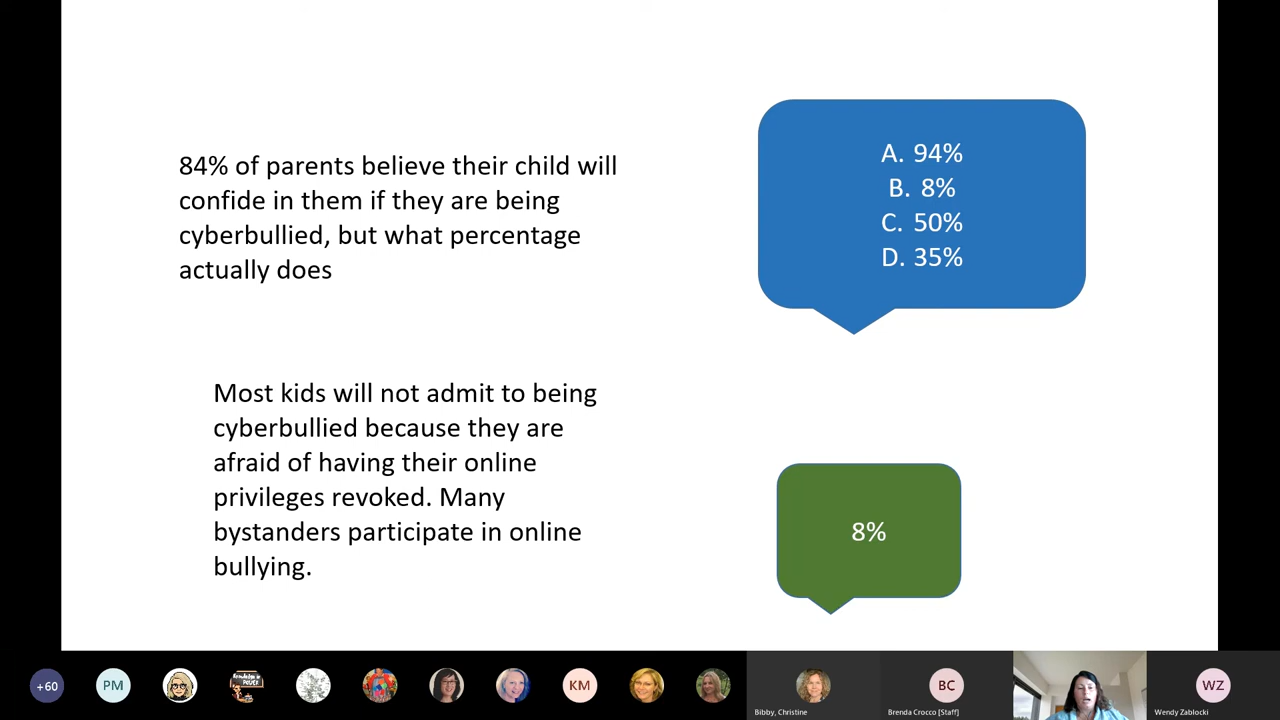 84% of parents believe their child will
confide in them if they are being
cyberbullied, but what percentage
actually does
A. 94%
B. 8%
C. 50%
D. 35%
Most kids will not admit to being
cyberbullied because they are
afraid of having their online
privileges revoked. Many
bystanders participate in online
bullying.
8%
+60
PM
Knowledge is
POWER
KM
BC
WZ
Bibby, Christine
Brenda Crocco [Staff]
Wendy Zablocki